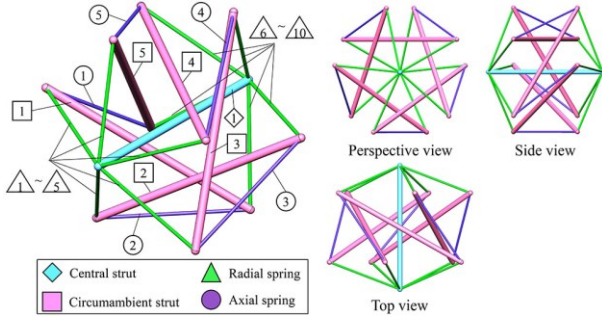 5
4
6 ~ 10
5
4
1
1
1
3
1 ~ 5
2
2
3
Central strut
Radial spring
Circumambient strut
Axial spring
Perspective view
Side view
Top view